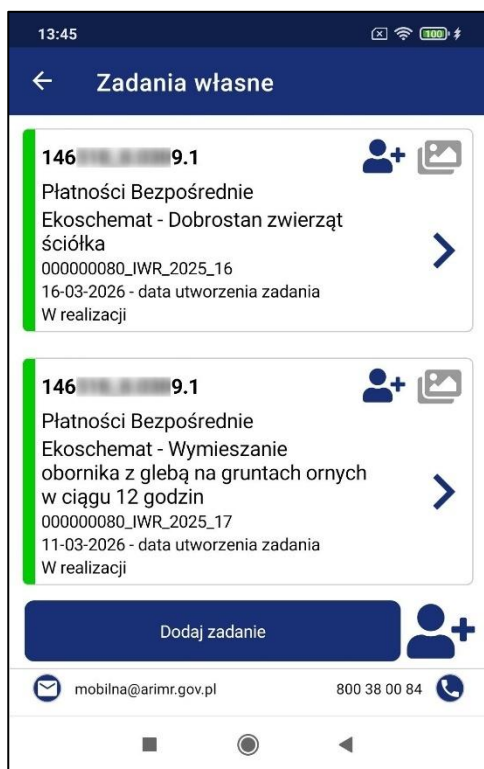 13:45
100
Zadania własne
146 9.1
Płatności Bezpośrednie
Ekoschemat - Dobrostan zwierząt
ściółka
000000080_IWR_2025_16
16-03-2026 - data utworzenia zadania
W realizacji
146 9.1
Płatności Bezpośrednie
Ekoschemat - Wymieszanie
obornika z glebą na gruntach ornych
w ciągu 12 godzin
000000080_IWR_2025_17
11-03-2026 - data utworzenia zadania
W realizacji
Dodaj zadanie
mobilna@arimr.gov.pl 800 38 00 84